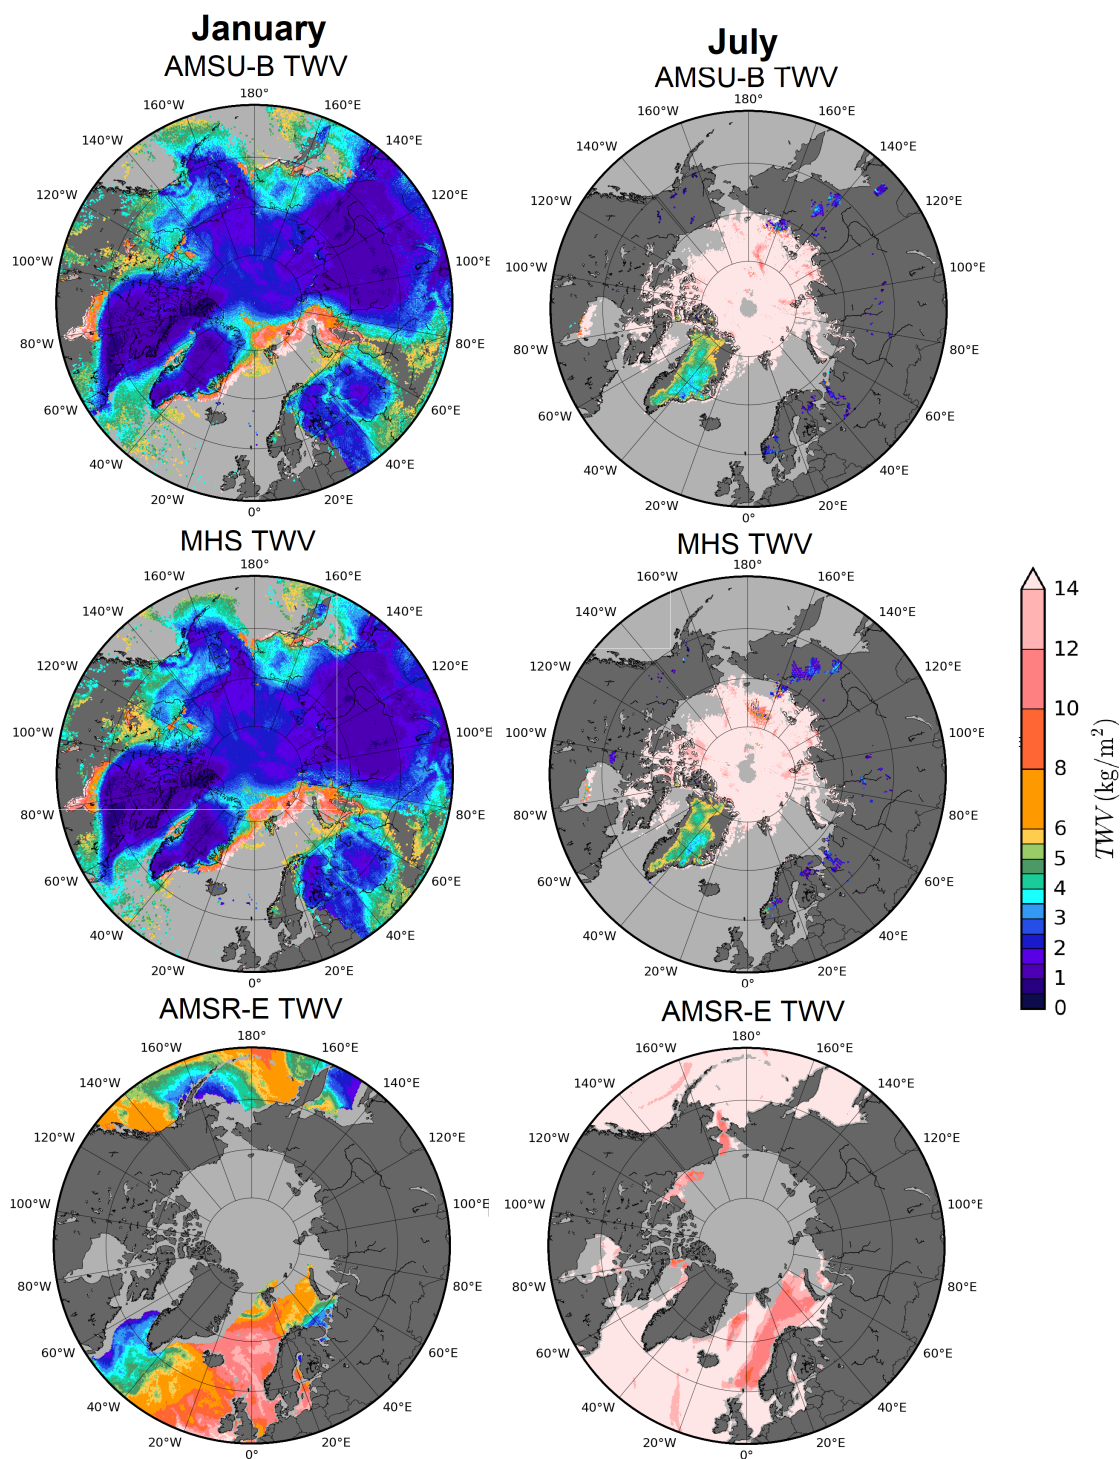 January
July
AMSU-B TWV
AMSU-B TWV
180°
160°W
160°E
140°W
140°E
120°W
120°E
100°W
100°E
80°W
80°E
60°W
60°E
40°W
40°E
20°W
20°E
0°
180°
160°W
160°E
140°W
140°E
120°W
120°E
100°W
100°E
80°W
80°E
60°W
60°E
40°W
40°E
20°W
20°E
0°
MHS TWV
MHS TWV
180°
160°W
160°E
140°W
140°E
120°W
120°E
100°W
100°E
80°W
80°E
60°W
60°E
40°W
40°E
20°W
20°E
0°
180°
160°W
160°E
140°W
140°E
120°W
120°E
100°W
100°E
80°W
80°E
60°W
60°E
40°W
40°E
20°W
20°E
0°
14
12
10
8
6
5
4
3
2
1
0
TWV (kg/m²)
AMSR-E TWV
AMSR-E TWV
180°
160°W
160°E
140°W
140°E
120°W
120°E
100°W
100°E
80°W
80°E
60°W
60°E
40°W
40°E
20°W
20°E
0°
180°
160°W
160°E
140°W
140°E
120°W
120°E
100°W
100°E
80°W
80°E
60°W
60°E
40°W
40°E
20°W
20°E
0°